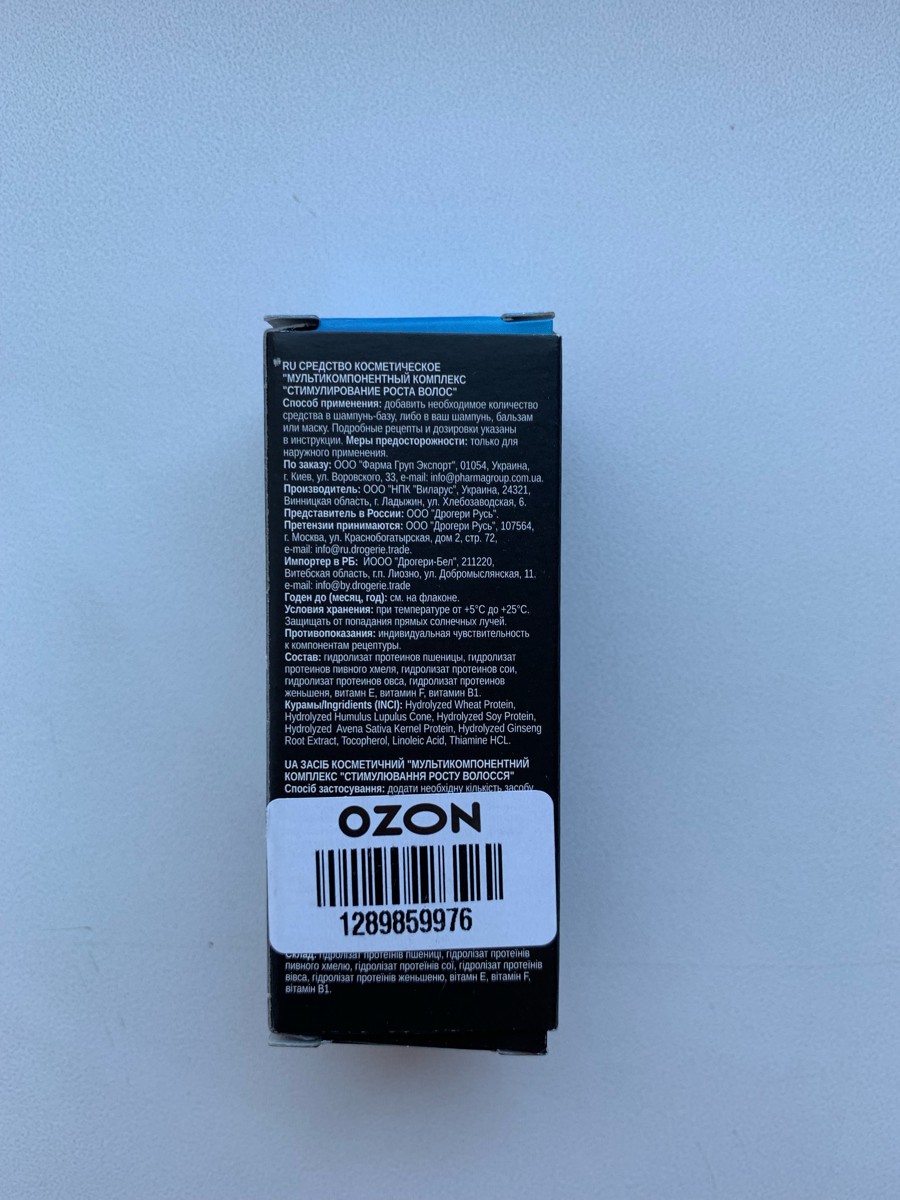 RU СРЕДСТВО КОСМЕТИЧЕСКОЕ
"МУЛЬТИКОМПОНЕНТНЫЙ КОМПЛЕКС
"СТИМУЛИРОВАНИЕ РОСТА ВОЛОС"
Способ применения: добавить необходимое количество
средства в шампунь-базу, либо в ваш шампунь, бальзам
или маску. Подробные рецепты и дозировки указаны
в инструкции. Меры предосторожности: только для
наружного применения.
По заказу: ООО "Фарма Груп Экспорт", 01054, Украина,
г. Киев, ул. Воровского, 33, e-mail: info@pharmagroup.com.ua.
Производитель: ООО "НПК "Виларус", Украина, 24321,
Винницкая область, г. Ладыжин, ул. Хлебозаводская, 6.
Представитель в России: ООО "Дрогери Русь".
Претензии принимаются: ООО "Дрогери Русь", 107564,
г. Москва, ул. Краснобогатырская, дом 2, стр. 72,
e-mail: info@ru.drogerie.trade.
Импортер в РБ: ИООО "Дрогери-Бел", 211220,
Витебская область, г.п. Лиозно, ул. Добромыслянская, 11.
e-mail: info@by.drogerie.trade
Годен до (месяц, год): см. на флаконе.
Условия хранения: при температуре от +5°С до +25°С.
Защищать от попадания прямых солнечных лучей.
Противопоказания: индивидуальная чувствительность
к компонентам рецептуры.
Состав: гидролизат протеинов пшеницы, гидролизат
протеинов пивного хмеля, гидролизат протеинов сои,
гидролизат протеинов овса, гидролизат протеинов
женьшеня, витамн Е, витамин F, витамин В1.
Курамы/Ingridients (INCI): Hydrolyzed Wheat Protein,
Hydrolyzed Humulus Lupulus Cone, Hydrolyzed Soy Protein,
Hydrolyzed Avena Sativa Kernel Protein, Hydrolyzed Ginseng
Root Extract, Tocopherol, Linoleic Acid, Thiamine HCL.
UA ЗАСІБ КОСМЕТИЧНИЙ "МУЛЬТИКОМПОНЕНТНИЙ
КОМПЛЕКС "СТИМУЛЮВАННЯ РОСТУ ВОЛОССЯ"
Спосіб застосування: додати необхідну кількість засобу
OZON
1289859976
Склад: гідролізат протеїнів пшениці, гідролізат протеїнів
пивного хмелю, гідролізат протеїнів сої, гідролізат протеїнів
вівса, гідролізат протеїнів женьшеню, вітамн Е, вітамін F,
вітамін В1.